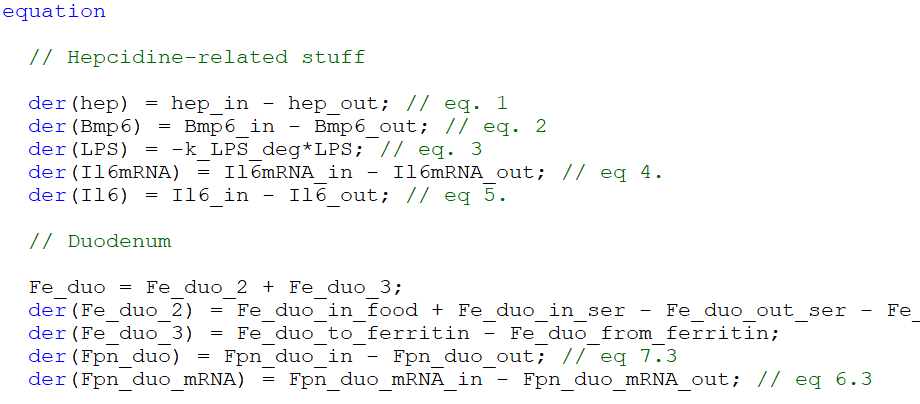 equation
// Hepcidine-related stuff
der(hep) = hep_in - hep_out; // eq. 1
der(Bmp6) = Bmp6_in - Bmp6_out; // eq. 2
der(LPS) = -k_LPS_deg*LPS; // eq. 3
der(Il6mRNA) = Il6mRNA_in - Il6mRNA_out; // eq 4.
der(Il6) = Il6_in - Il6_out; // eq 5.
// Duodenum
Fe_duo = Fe_duo_2 + Fe_duo_3;
der(Fe_duo_2) = Fe_duo_in_food + Fe_duo_in_ser - Fe_duo_out_ser - Fe_
der(Fe_duo_3) = Fe_duo_to_ferritin - Fe_duo_from_ferritin;
der(Fpn_duo) = Fpn_duo_in - Fpn_duo_out; // eq 7.3
der(Fpn_duo_mRNA) = Fpn_duo_mRNA_in - Fpn_duo_mRNA_out; // eq 6.3